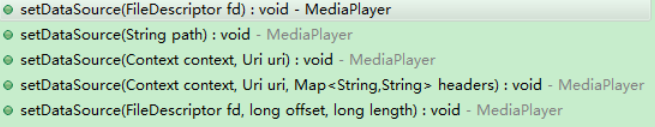 setDataSource(FileDescriptor fd) : void - MediaPlayer
setDataSource(String path) : void - MediaPlayer
setDataSource(Context context, Uri uri) : void - MediaPlayer
setDataSource(Context context, Uri uri, Map<String,String> headers) : void - MediaPlayer
setDataSource(FileDescriptor fd, long offset, long length) : void - MediaPlayer